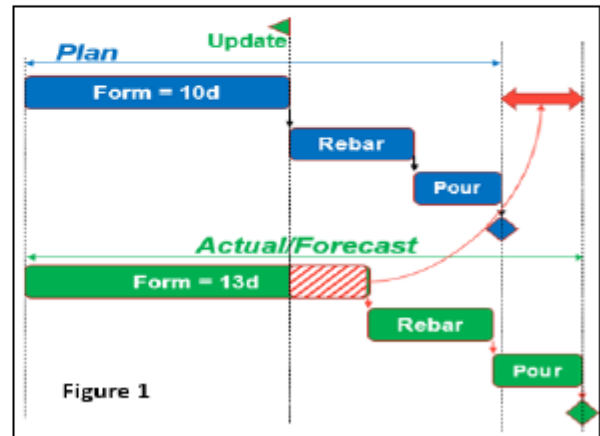 Update
Plan
Form = 10d
Rebar
Pour
Actual/Forecast
Form = 13d
Rebar
Pour
Figure 1